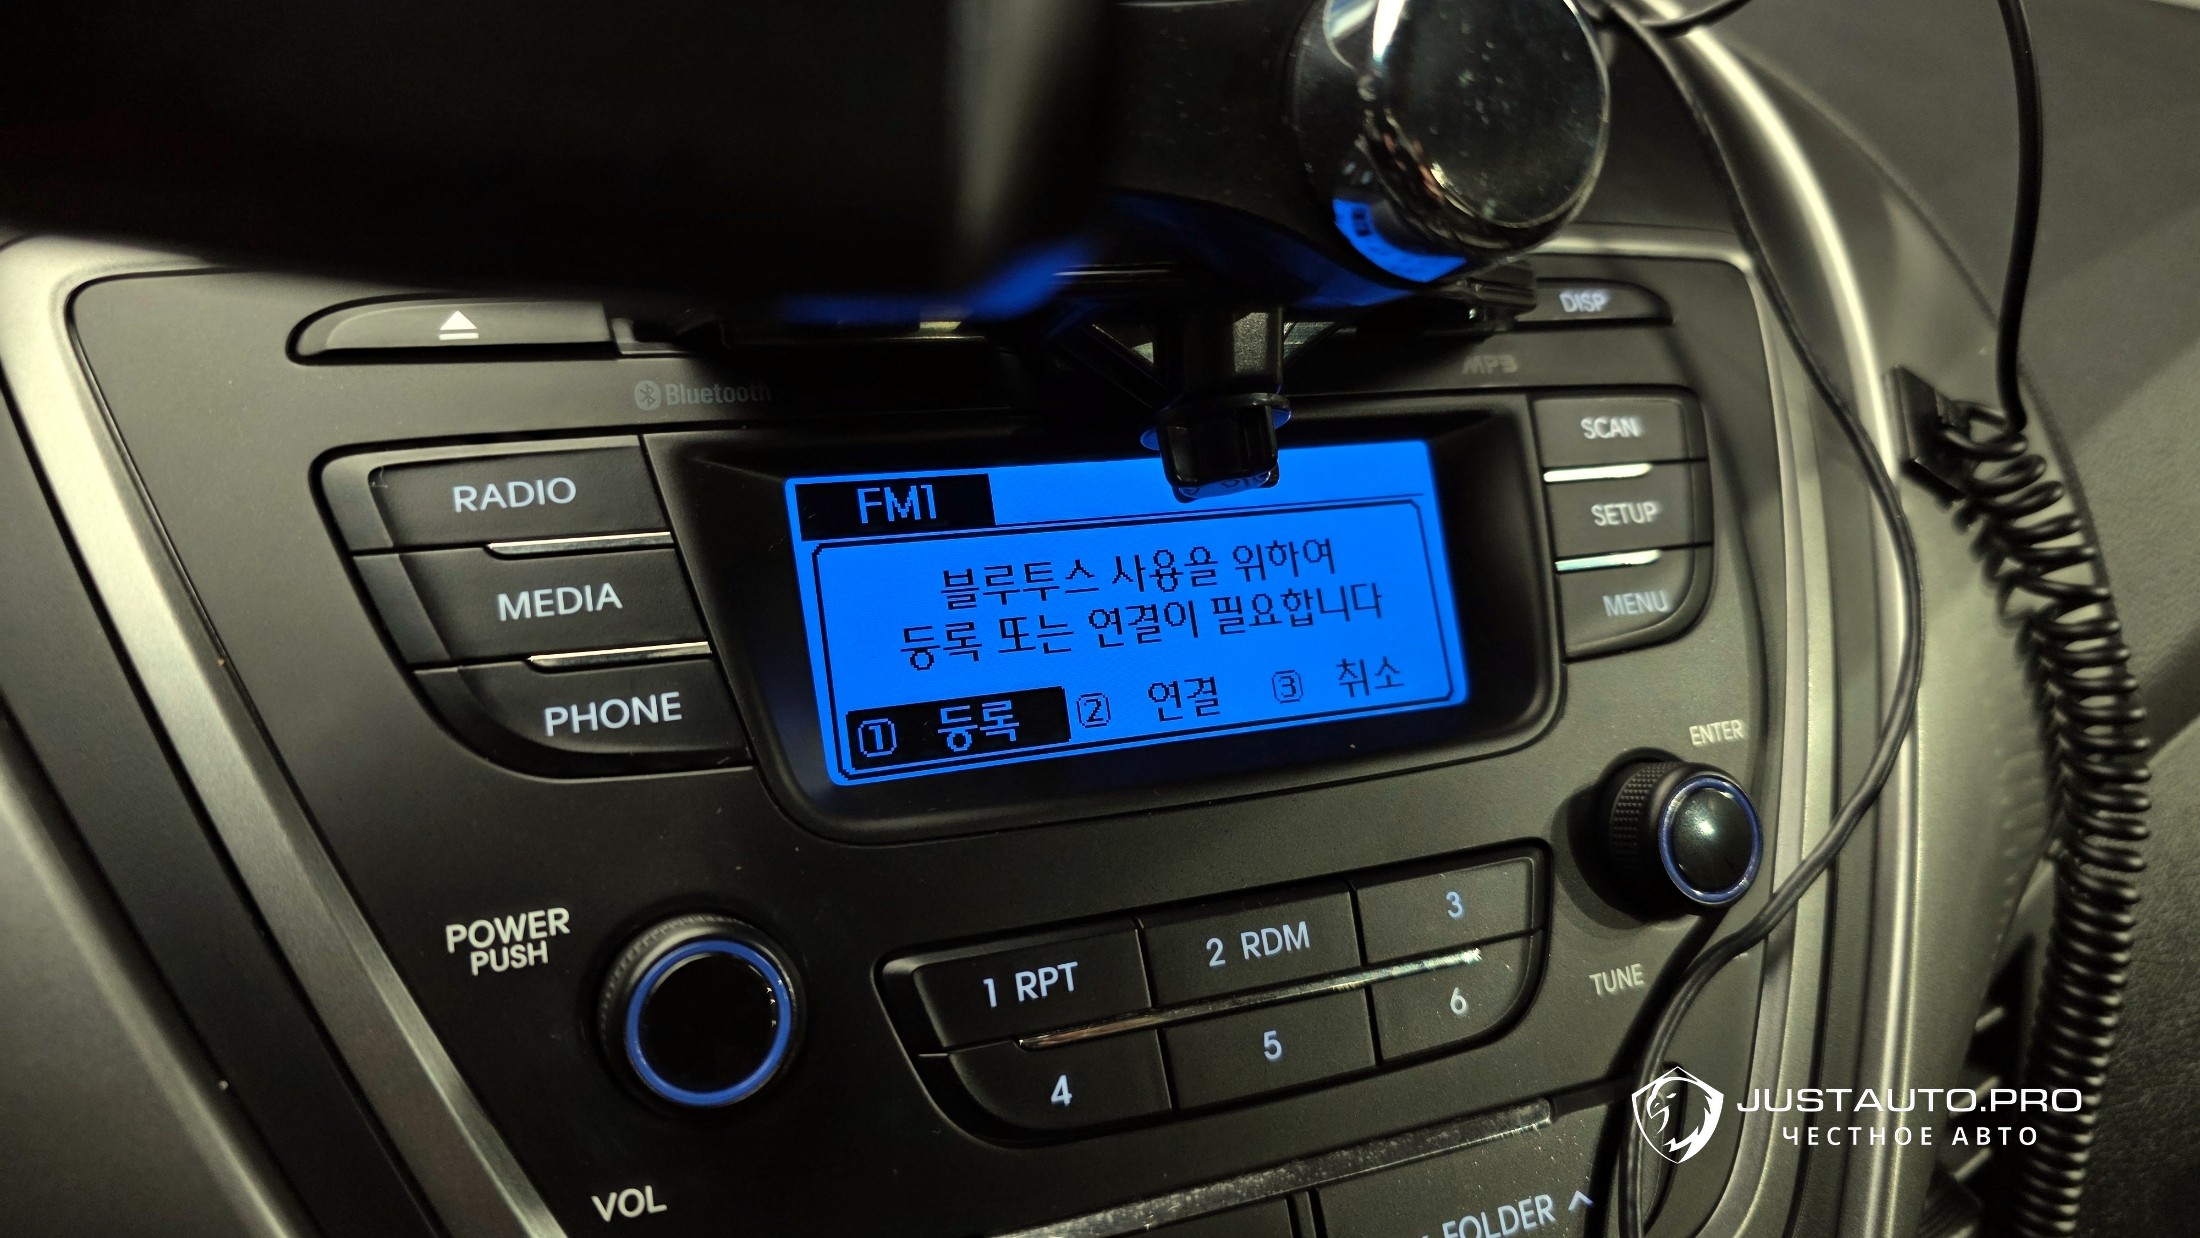 DISP
Bluetooth
MP3
RADIO
MEDIA
PHONE
FM1
블루투스 사용을 위하여
등록 또는 연결이 필요합니다
1 등록 2 연결 3 취소
SCAN
SETUP
MENU
ENTER
TUNE
POWER
PUSH
VOL
1 RPT
2 RDM
3
4
5
6
FOLDER ^
JUSTAUTO.PRO
ЧЕСТНОЕ АВТО